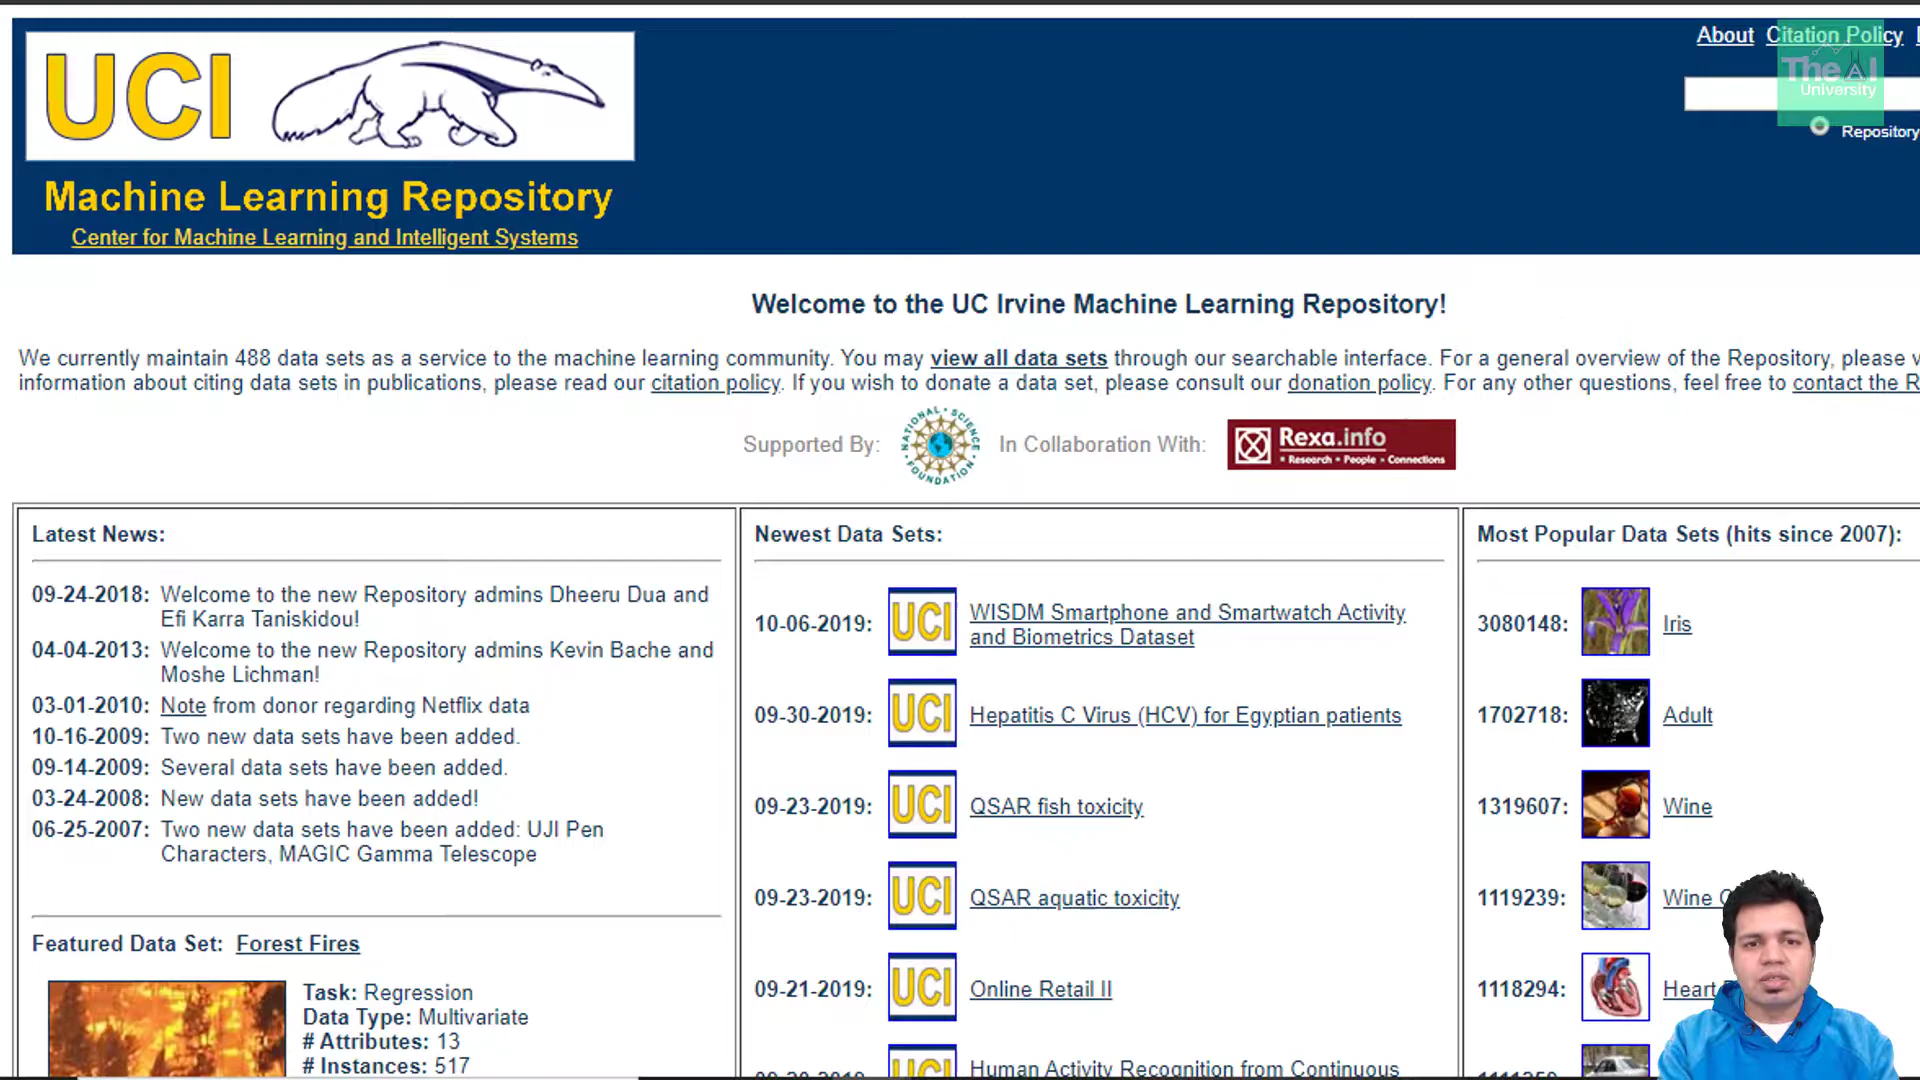 UCI
Machine Learning Repository
Center for Machine Learning and Intelligent Systems
About Citation Policy
The AI
University
Repository
Welcome to the UC Irvine Machine Learning Repository!
We currently maintain 488 data sets as a service to the machine learning community. You may view all data sets through our searchable interface. For a general overview of the Repository, please
information about citing data sets in publications, please read our citation policy. If you wish to donate a data set, please consult our donation policy. For any other questions, feel free to contact the R
Supported By:
NATIONAL SCIENCE FOUNDATION
In Collaboration With:
Rexa.info
Research • People • Connections
Latest News:
09-24-2018: Welcome to the new Repository admins Dheeru Dua and
Efi Karra Taniskidou!
04-04-2013: Welcome to the new Repository admins Kevin Bache and
Moshe Lichman!
03-01-2010: Note from donor regarding Netflix data
10-16-2009: Two new data sets have been added.
09-14-2009: Several data sets have been added.
03-24-2008: New data sets have been added!
06-25-2007: Two new data sets have been added: UJI Pen
Characters, MAGIC Gamma Telescope
Featured Data Set: Forest Fires
Task: Regression
Data Type: Multivariate
# Attributes: 13
# Instances: 517
Newest Data Sets:
10-06-2019: UCI WISDM Smartphone and Smartwatch Activity
and Biometrics Dataset
09-30-2019: UCI Hepatitis C Virus (HCV) for Egyptian patients
09-23-2019: UCI QSAR fish toxicity
09-23-2019: UCI QSAR aquatic toxicity
09-21-2019: UCI Online Retail II
UCI Human Activity Recognition from Continuous
Most Popular Data Sets (hits since 2007):
3080148: Iris
1702718: Adult
1319607: Wine
1119239: Wine
1118294: Heart